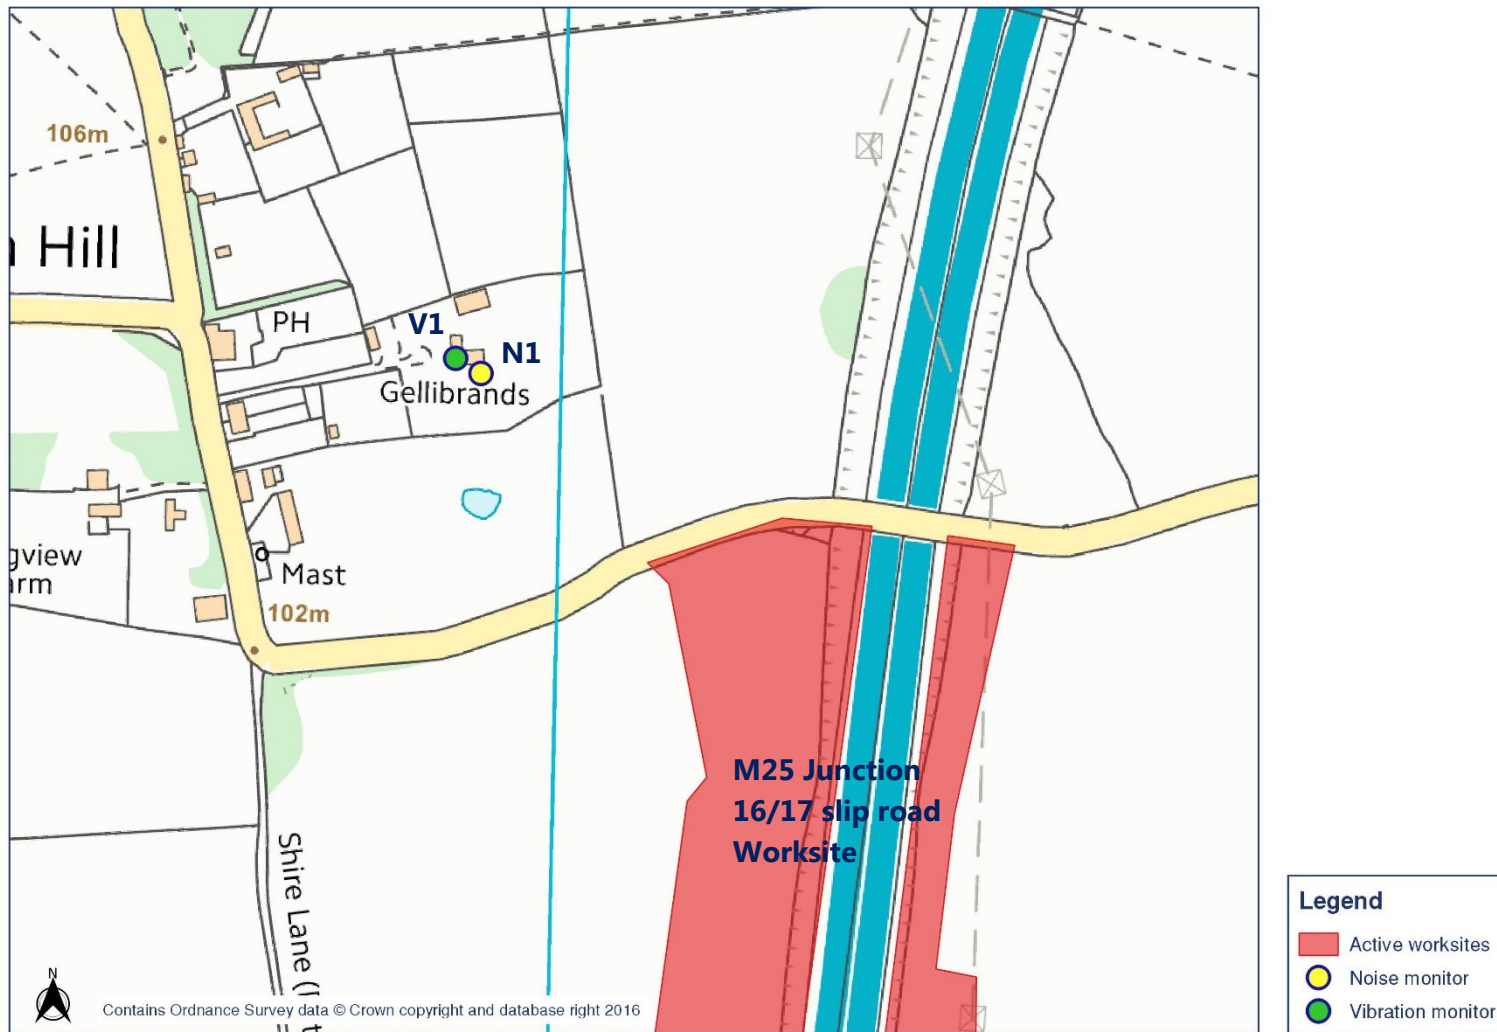 106m
Hill
PH
V1
N1
Gellibrands
gview
arm
Mast
102m
M25 Junction
16/17 slip road
Worksite
Shire Lane (
N
Contains Ordnance Survey data © Crown copyright and database right 2016
Legend
Active worksites
Noise monitor
Vibration monitor